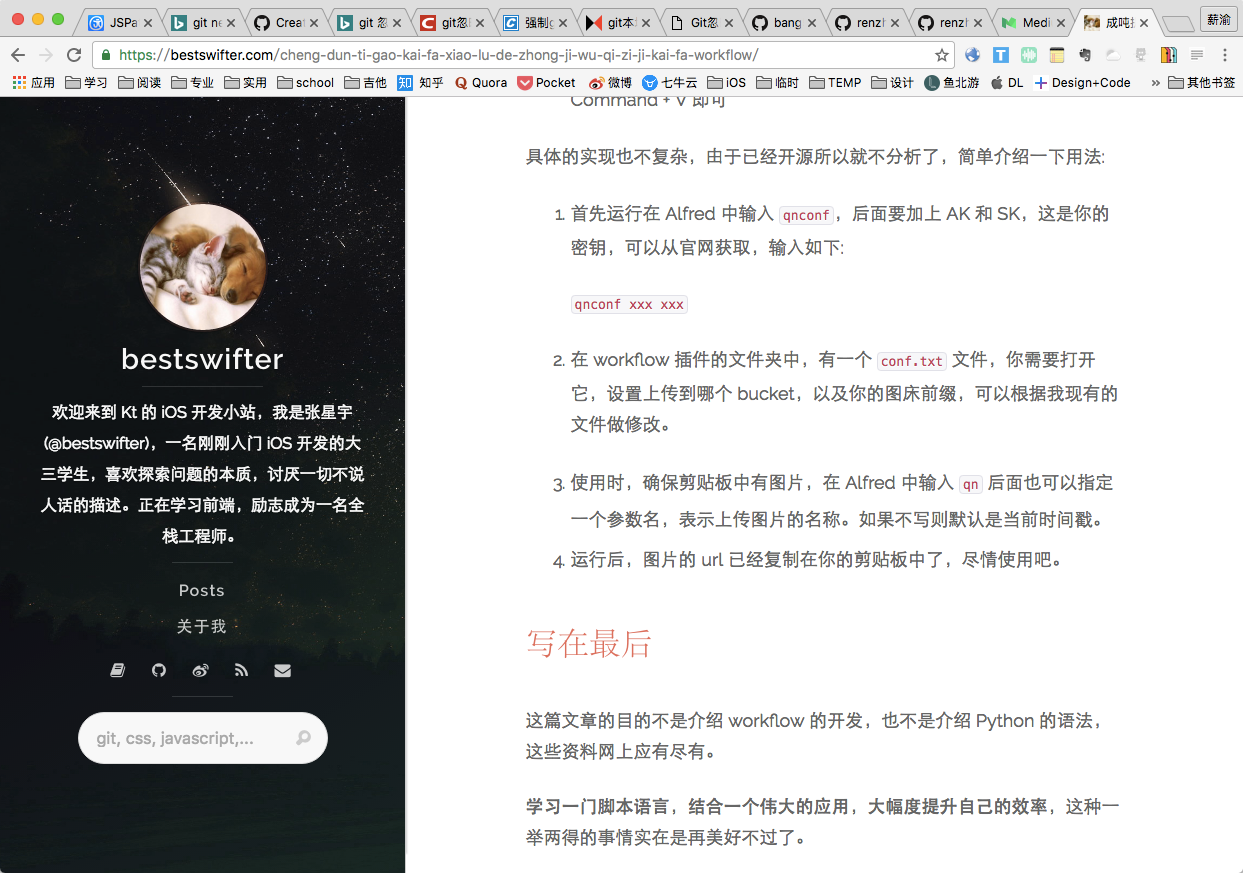 JSPa
git ne
Creat
git 忽
git忽
强制g
git本
Git忽
bang
renzh
renzh
Medi
成吨
薪渝
https://bestswifter.com/cheng-dun-ti-gao-kai-fa-xiao-lu-de-zhong-ji-wu-qi-zi-ji-kai-fa-workflow/
应用 学习 阅读 专业 实用 school 吉他 知乎 Quora Pocket 微博 七牛云 iOS 临时 TEMP 设计 鱼北游 DL Design+Code » 其他书签
bestswifter
欢迎来到 Kt 的 iOS 开发小站，我是张星宇
(@bestswifter)，一名刚刚入门 iOS 开发的大
三学生，喜欢探索问题的本质，讨厌一切不说
人话的描述。正在学习前端，励志成为一名全
栈工程师。
Posts
关于我
git, css, javascript,...
Command + V 即可
具体的实现也不复杂，由于已经开源所以就不分析了，简单介绍一下用法:
1. 首先运行在 Alfred 中输入 qnconf，后面要加上 AK 和 SK，这是你的
密钥，可以从官网获取，输入如下:
qnconf xxx xxx
2. 在 workflow 插件的文件夹中，有一个 conf.txt 文件，你需要打开
它，设置上传到哪个 bucket，以及你的图床前缀，可以根据我现有的
文件做修改。
3. 使用时，确保剪贴板中有图片，在 Alfred 中输入 qn 后面也可以指定
一个参数名，表示上传图片的名称。如果不写则默认是当前时间戳。
4. 运行后，图片的 url 已经复制在你的剪贴板中了，尽情使用吧。
写在最后
这篇文章的目的不是介绍 workflow 的开发，也不是介绍 Python 的语法，
这些资料网上应有尽有。
学习一门脚本语言，结合一个伟大的应用，大幅度提升自己的效率，这种一
举两得的事情实在是再美好不过了。